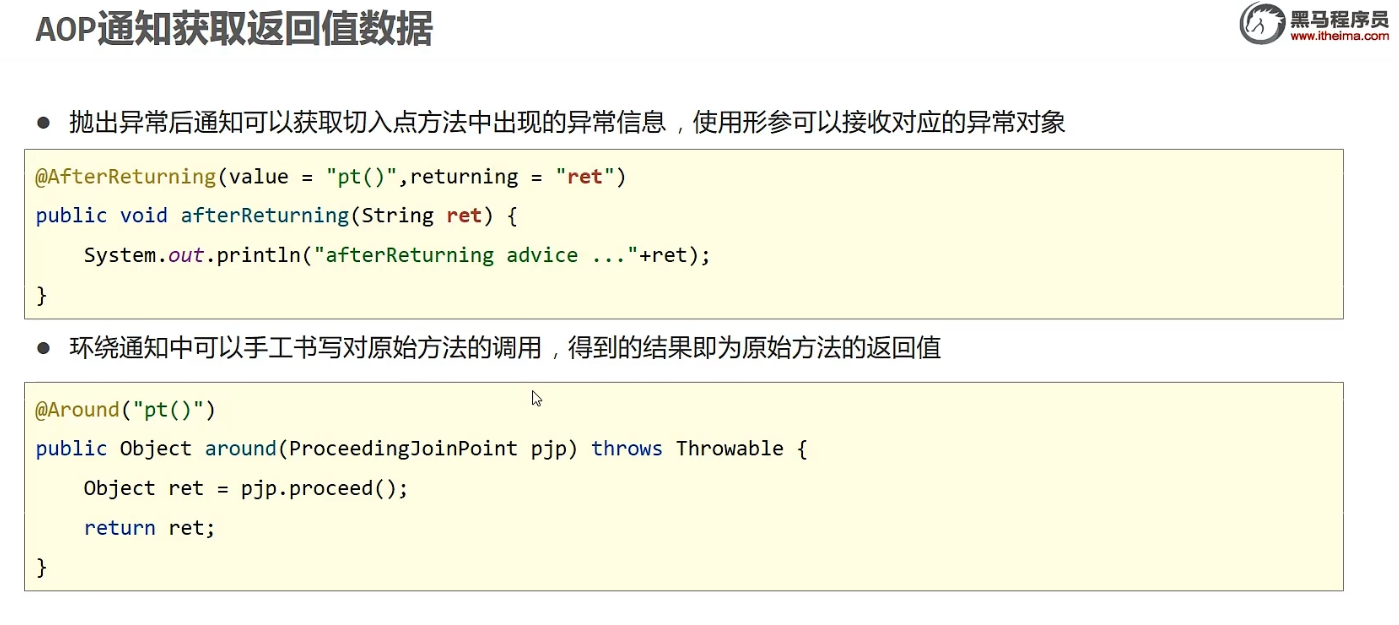 AOP通知获取返回值数据
黑马程序员
www.itheima.com
● 抛出异常后通知可以获取切入点方法中出现的异常信息，使用形参可以接收对应的异常对象
@AfterReturning(value = "pt()",returning = "ret")
public void afterReturning(String ret) {
    System.out.println("afterReturning advice ..."+ret);
}
● 环绕通知中可以手工书写对原始方法的调用，得到的结果即为原始方法的返回值
@Around("pt()")
public Object around(ProceedingJoinPoint pjp) throws Throwable {
    Object ret = pjp.proceed();
    return ret;
}